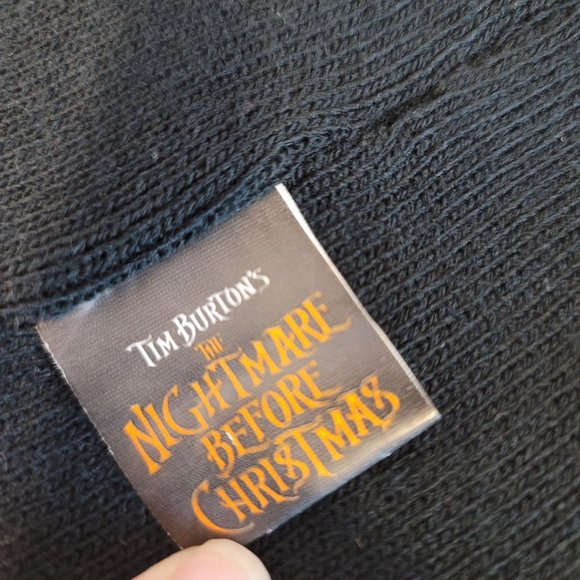 TIM BURTON'S
THE
NIGHTMARE
BEFORE
CHRISTMAS